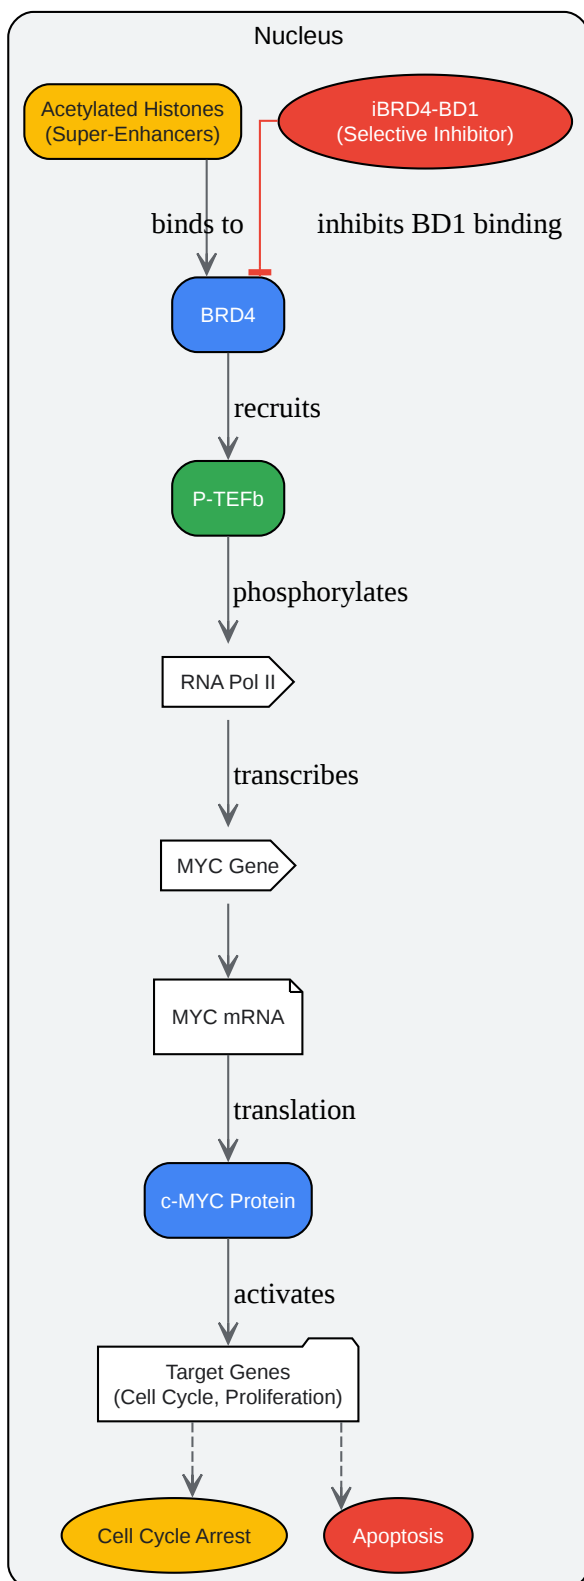 Nucleus
Acetylated Histones
(Super-Enhancers)
iBRD4-BD1
(Selective Inhibitor)
binds to
inhibits BD1 binding
BRD4
recruits
P-TEFb
phosphorylates
RNA Pol II
transcribes
MYC Gene
MYC mRNA
translation
c-MYC Protein
activates
Target Genes
(Cell Cycle, Proliferation)
Cell Cycle Arrest
Apoptosis